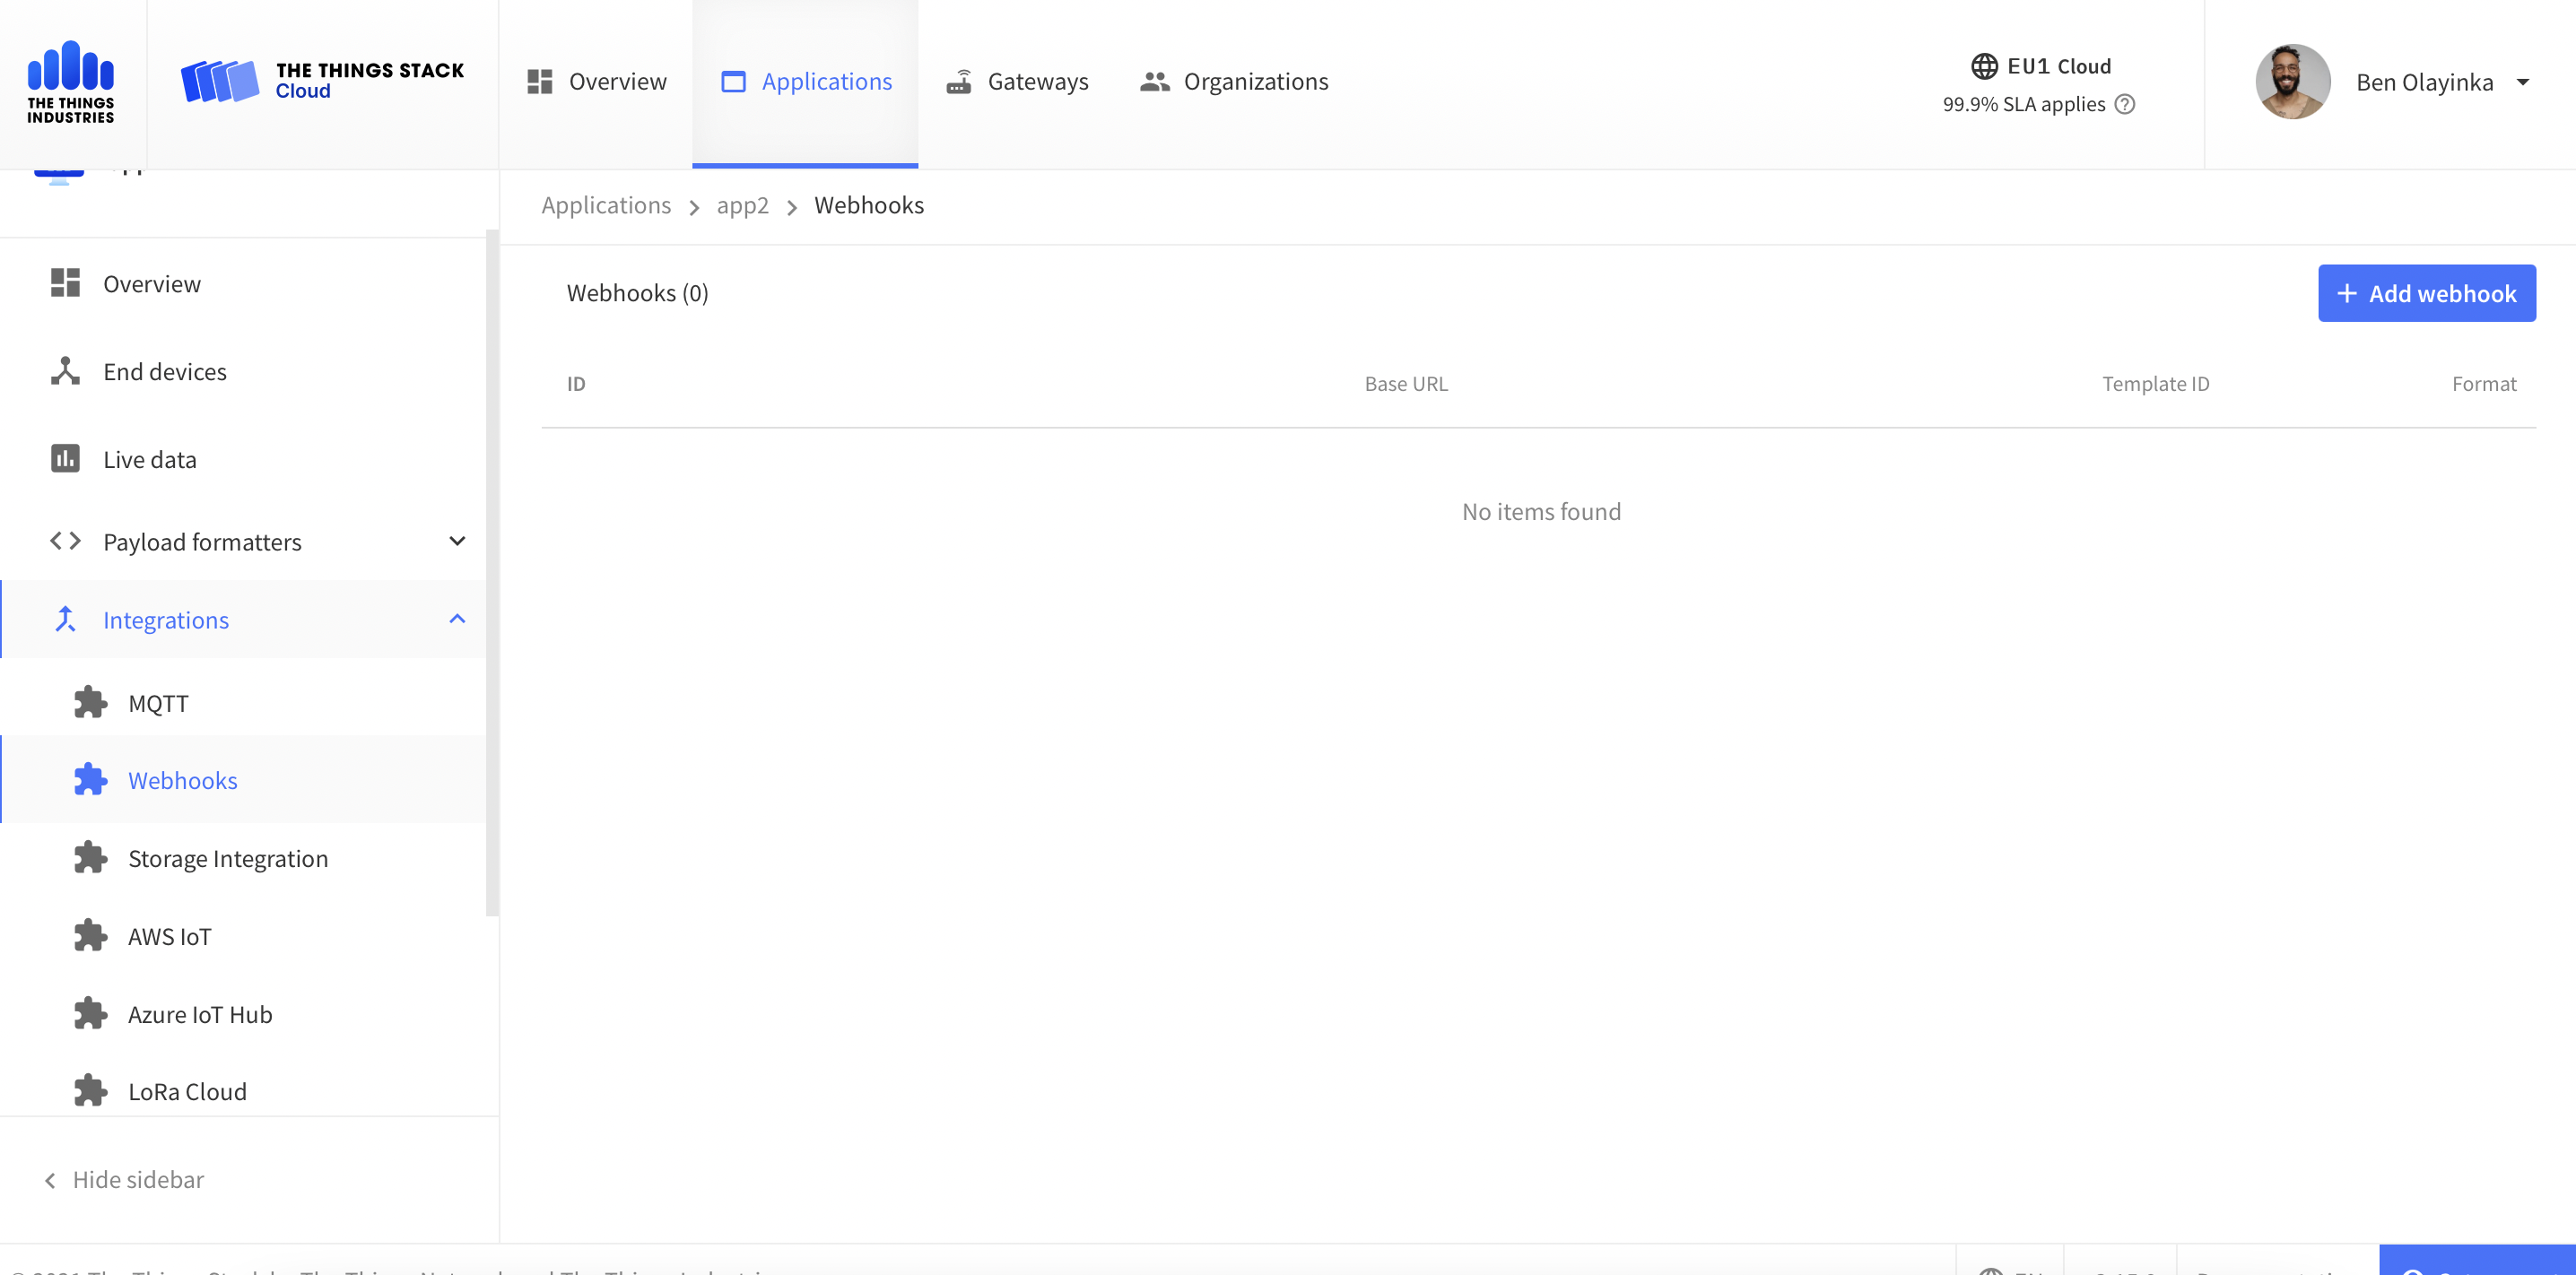 THE THINGS
INDUSTRIES
THE THINGS STACK
Cloud
Overview
Applications
Gateways
Organizations
EU1 Cloud
99.9% SLA applies
Ben Olayinka
Applications > app2 > Webhooks
Overview
End devices
Live data
Payload formatters
Integrations
MQTT
Webhooks
Storage Integration
AWS IoT
Azure IoT Hub
LoRa Cloud
Hide sidebar
Webhooks (0)
+ Add webhook
ID Base URL Template ID Format
No items found